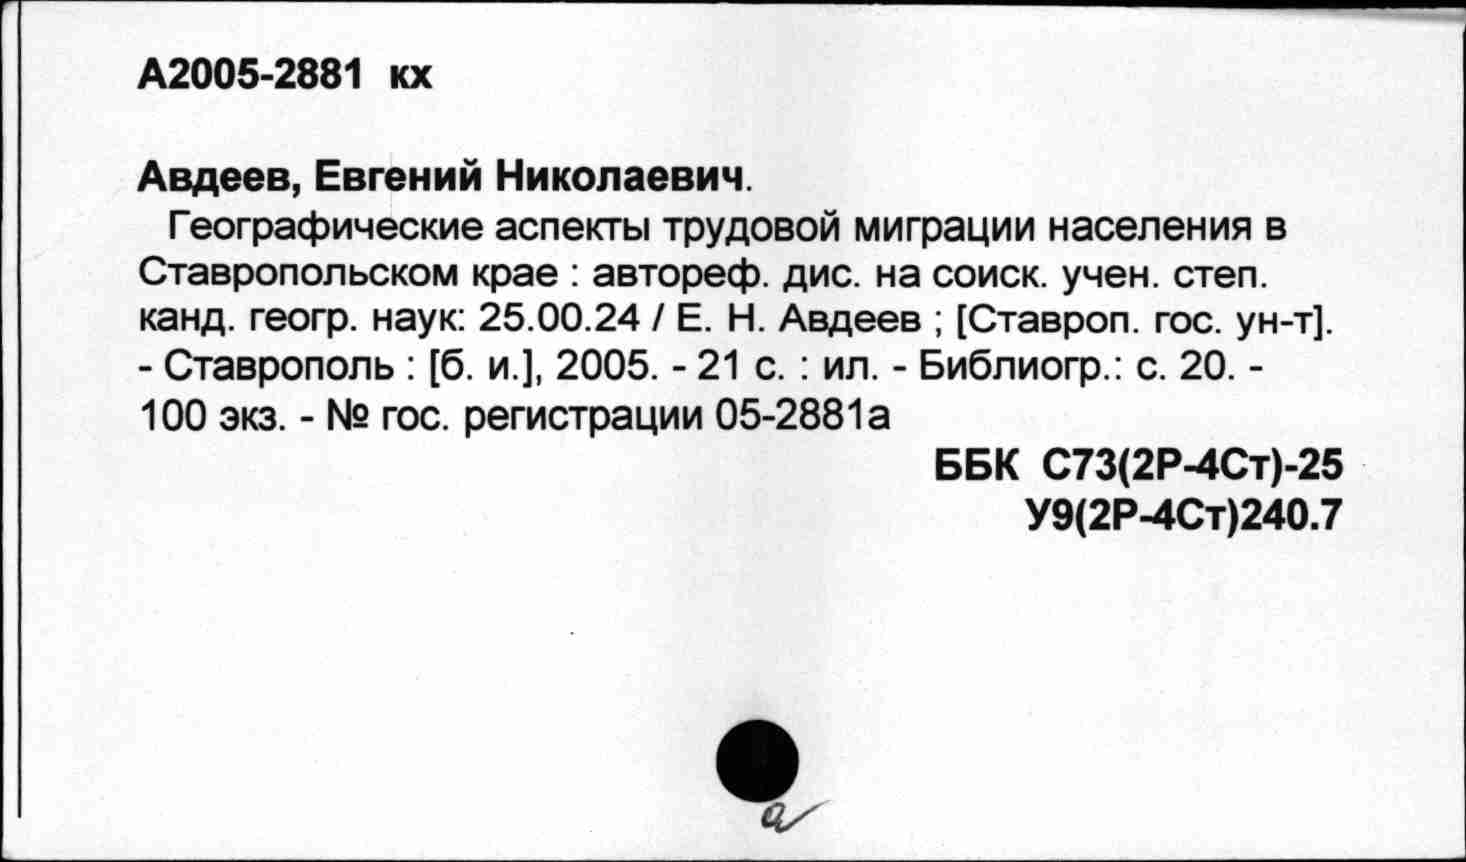 А2005-2881 кх
Авдеев, Евгений Николаевич.
Географические аспекты трудовой миграции населения в
Ставропольском крае : автореф. дис. на соиск. учен. степ.
канд. геогр. наук: 25.00.24 / Е. Н. Авдеев ; [Ставроп. гос. ун-т].
- Ставрополь : [б. и.], 2005. - 21 с. : ил. - Библиогр.: с. 20. -
100 экз. - № гос. регистрации 05-2881а
ББК С73(2Р-4Ст)-25
У9(2Р-4Ст)240.7